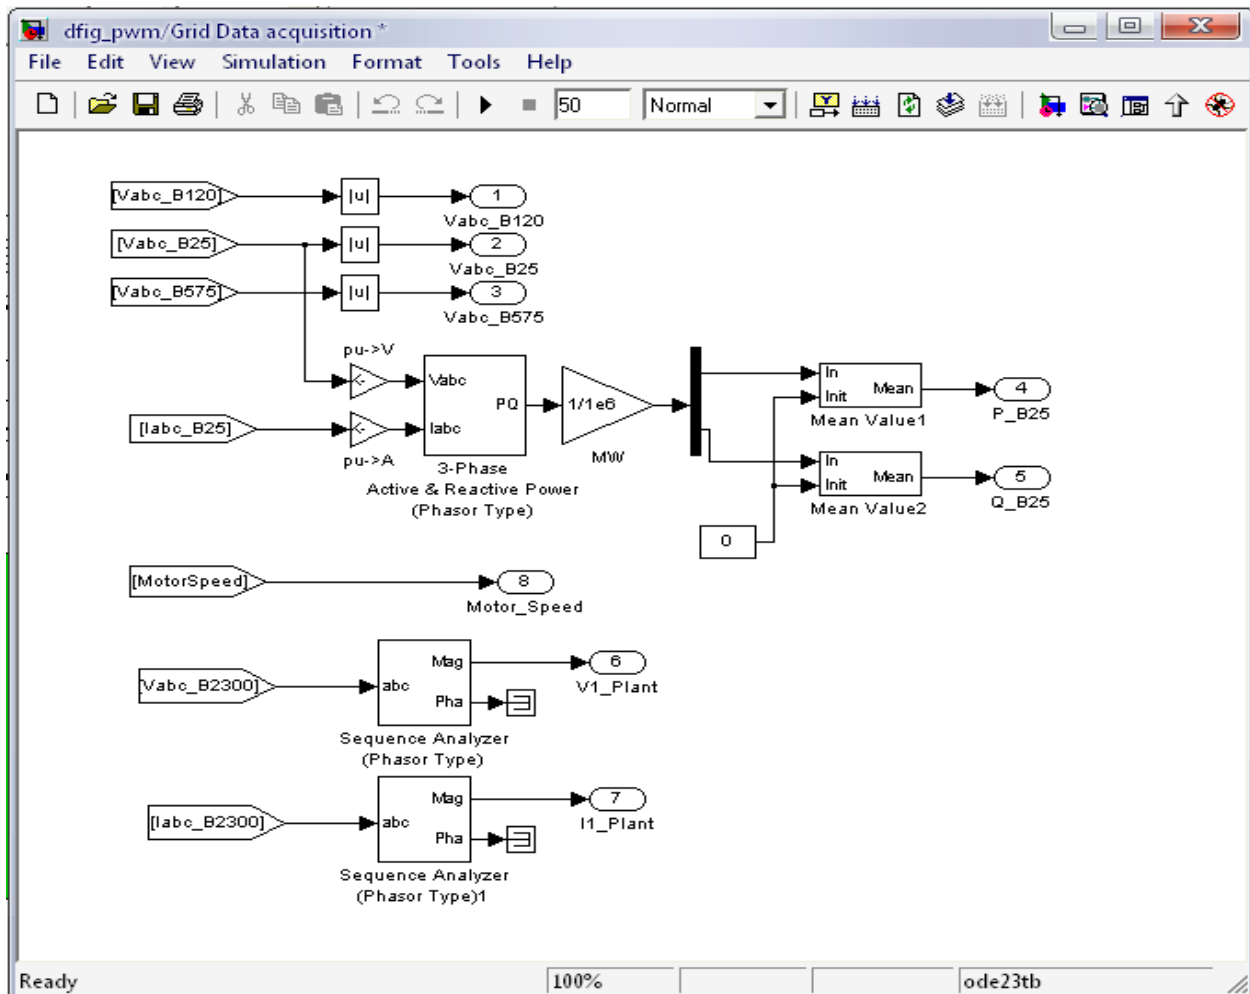 dfig_pwm/Grid Data acquisition *
File Edit View Simulation Format Tools Help
50 Normal
[Vabc_B120] |u| 1
Vabc_B120
[Vabc_B25] |u| 2
Vabc_B25
[Vabc_B575] |u| 3
Vabc_B575
pu->V
<-
Vabc
Iabc
PQ
[Iabc_B25]
<-
pu->A
3-Phase
Active & Reactive Power
(Phasor Type)
1/1e6
MW
In
Init
Mean
Mean Value1
4
P_B25
In
Init
Mean
Mean Value2
5
Q_B25
0
[MotorSpeed] 8
Motor_Speed
[Vabc_B2300]
abc
Mag
Pha
6
V1_Plant
Sequence Analyzer
(Phasor Type)
[Iabc_B2300]
abc
Mag
Pha
7
I1_Plant
Sequence Analyzer
(Phasor Type)1
Ready 100% ode23tb